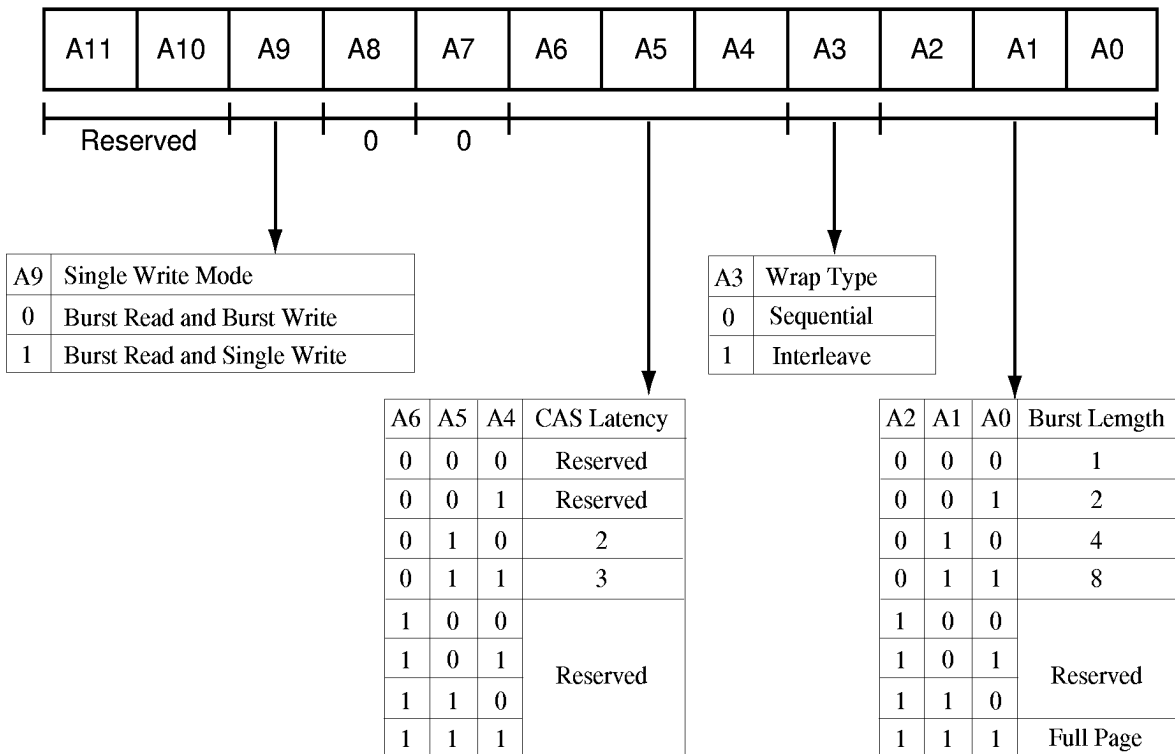 A11 A10 A9 A8 A7 A6 A5 A4 A3 A2 A1 A0
Reserved 0 0
A9 Single Write Mode
0 Burst Read and Burst Write
1 Burst Read and Single Write
A3 Wrap Type
0 Sequential
1 Interleave
A6 A5 A4 CAS Latency
0 0 0 Reserved
0 0 1 Reserved
0 1 0 2
0 1 1 3
1 0 0
1 0 1
Reserved
1 1 0
1 1 1
A2 A1 A0 Burst Lemgth
0 0 0 1
0 0 1 2
0 1 0 4
0 1 1 8
1 0 0
1 0 1 Reserved
1 1 0
1 1 1 Full Page